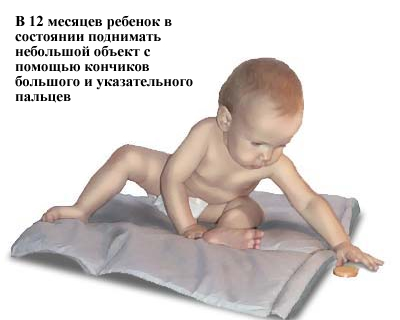 В 12 месяцев ребенок в
состоянии поднимать
небольшой объект с
помощью кончиков
большого и указательного
пальцев